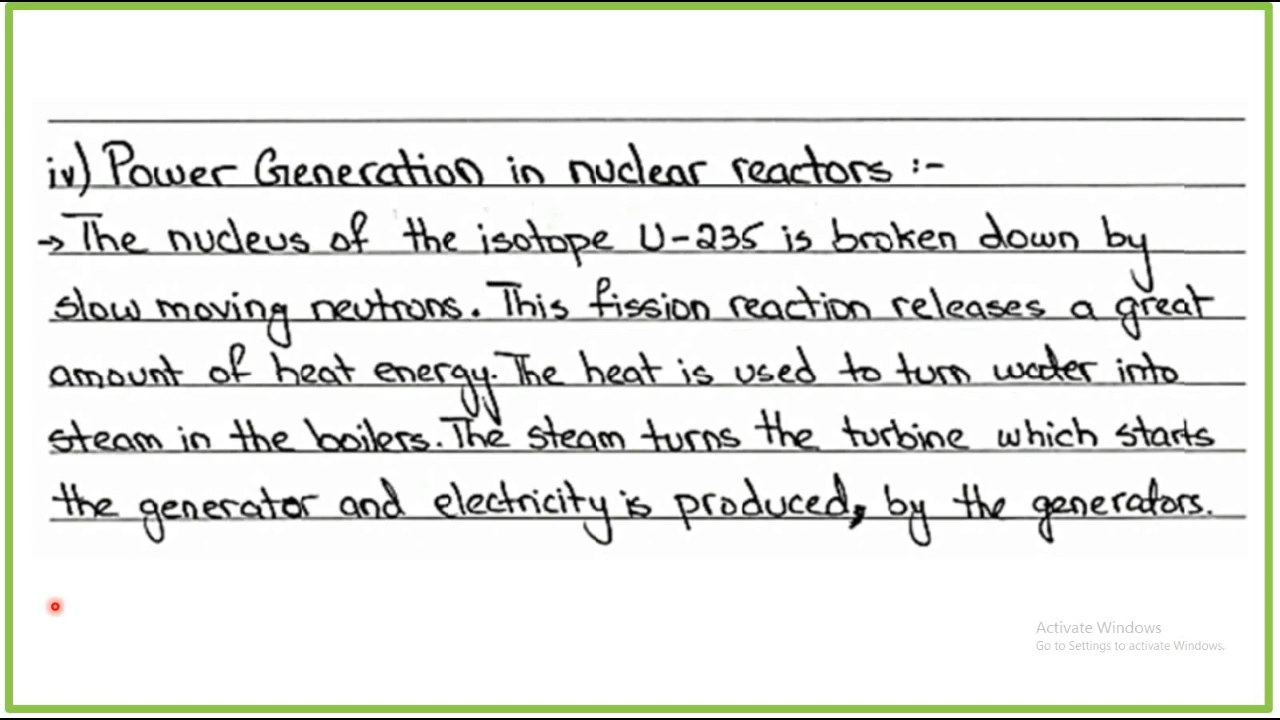 iv) Power Generation in nuclear reactors :-
→ The nucleus of the isotope U-235 is broken down by
slow moving neutrons. This fission reaction releases a great
amount of heat energy. The heat is used to turn water into
steam in the boilers. The steam turns the turbine which starts
the generator and electricity is produced, by the generators.
Activate Windows
Go to Settings to activate Windows.